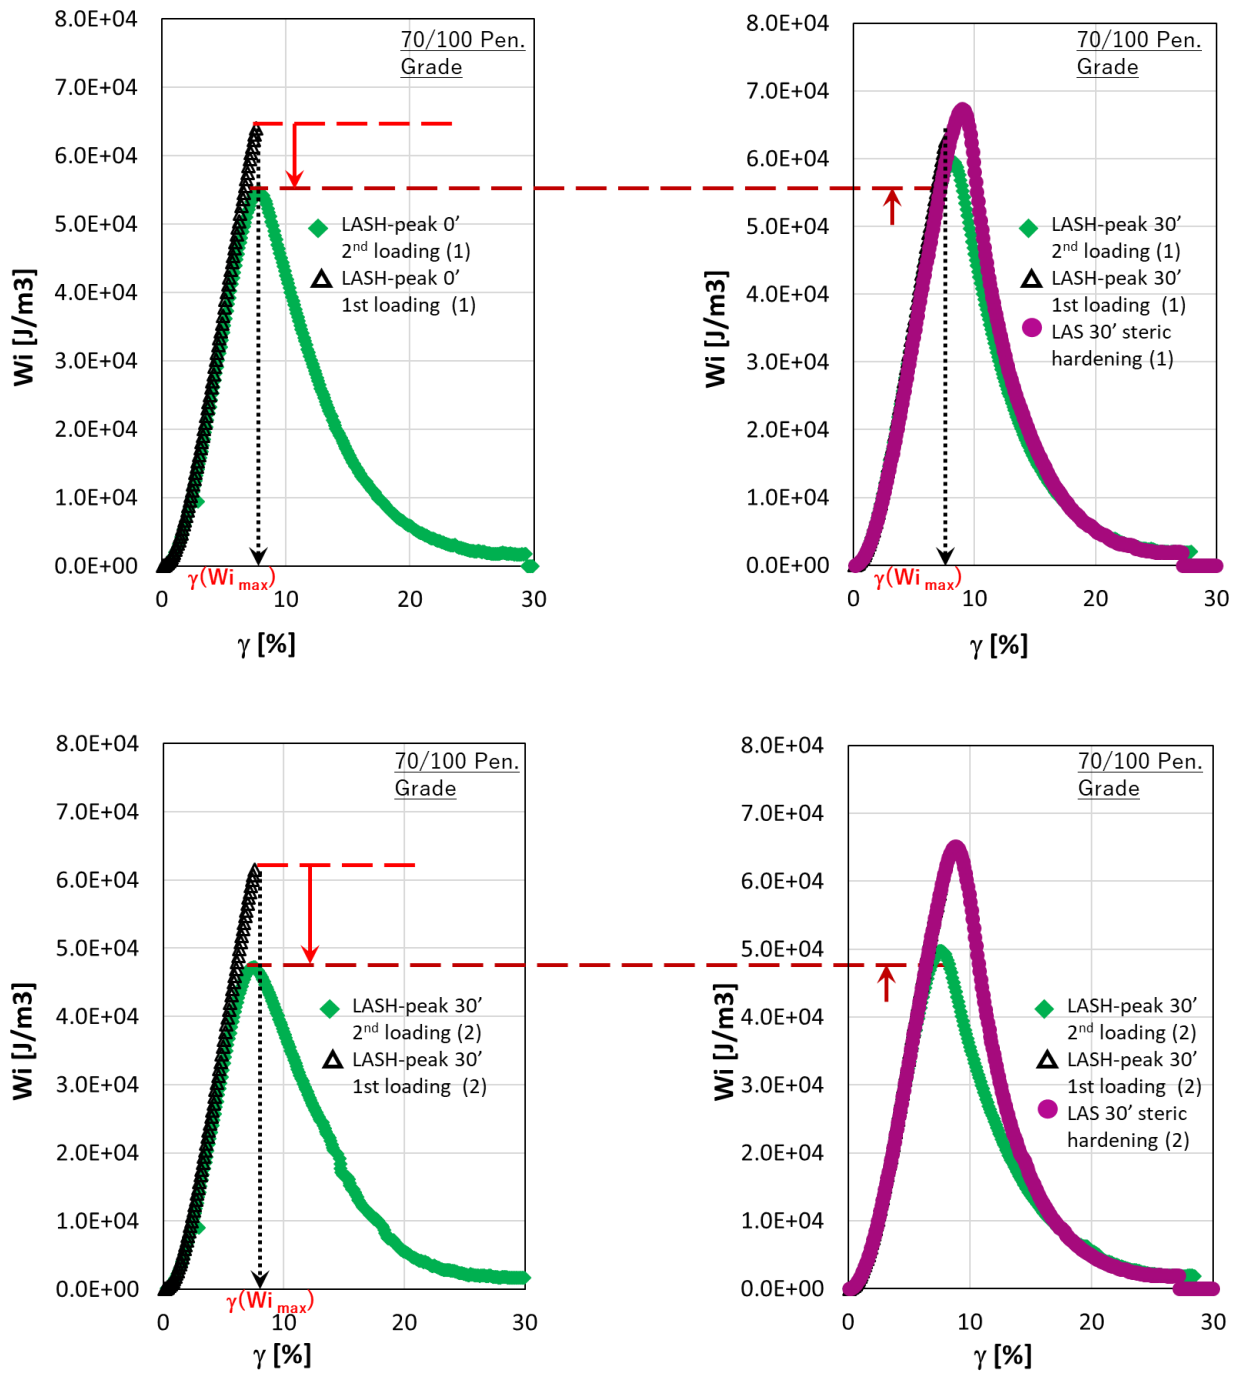 8.0E+04
7.0E+04
6.0E+04
5.0E+04
4.0E+04
3.0E+04
2.0E+04
1.0E+04
0.0E+00
Wi [J/m3]
70/100 Pen.
Grade
LASH-peak 0’
2nd loading (1)
LASH-peak 0’
1st loading (1)
γ(Wi max)
0
10
20
30
γ [%]
8.0E+04
7.0E+04
6.0E+04
5.0E+04
4.0E+04
3.0E+04
2.0E+04
1.0E+04
0.0E+00
Wi [J/m3]
70/100 Pen.
Grade
LASH-peak 30’
2nd loading (1)
LASH-peak 30’
1st loading (1)
LAS 30’ steric
hardening (1)
γ(Wi max)
0
10
20
30
γ [%]
8.0E+04
7.0E+04
6.0E+04
5.0E+04
4.0E+04
3.0E+04
2.0E+04
1.0E+04
0.0E+00
Wi [J/m3]
70/100 Pen.
Grade
LASH-peak 30’
2nd loading (2)
LASH-peak 30’
1st loading (2)
γ(Wi max)
0
10
20
30
γ [%]
8.0E+04
7.0E+04
6.0E+04
5.0E+04
4.0E+04
3.0E+04
2.0E+04
1.0E+04
0.0E+00
Wi [J/m3]
70/100 Pen.
Grade
LASH-peak 30’
2nd loading (2)
LASH-peak 30’
1st loading (2)
LAS 30’ steric
hardening (2)
0
10
20
30
γ [%]